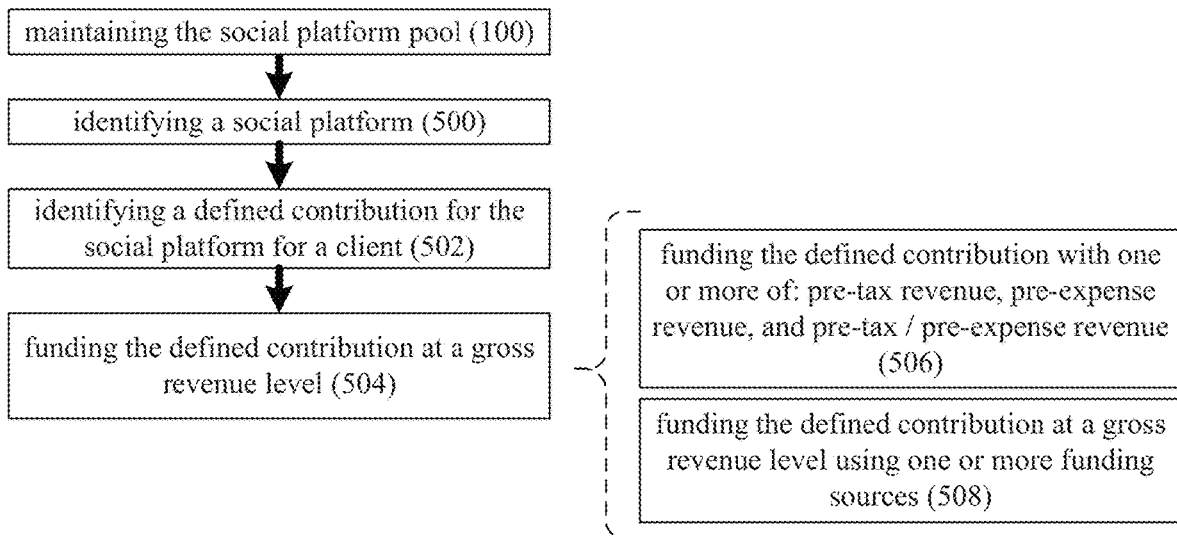 maintaining the social platform pool (100)
identifying a social platform (500)
identifying a defined contribution for the
social platform for a client (502)
funding the defined contribution at a gross
revenue level (504)
funding the defined contribution with one
or more of: pre-tax revenue, pre-expense
revenue, and pre-tax / pre-expense revenue
(506)
funding the defined contribution at a gross
revenue level using one or more funding
sources (508)